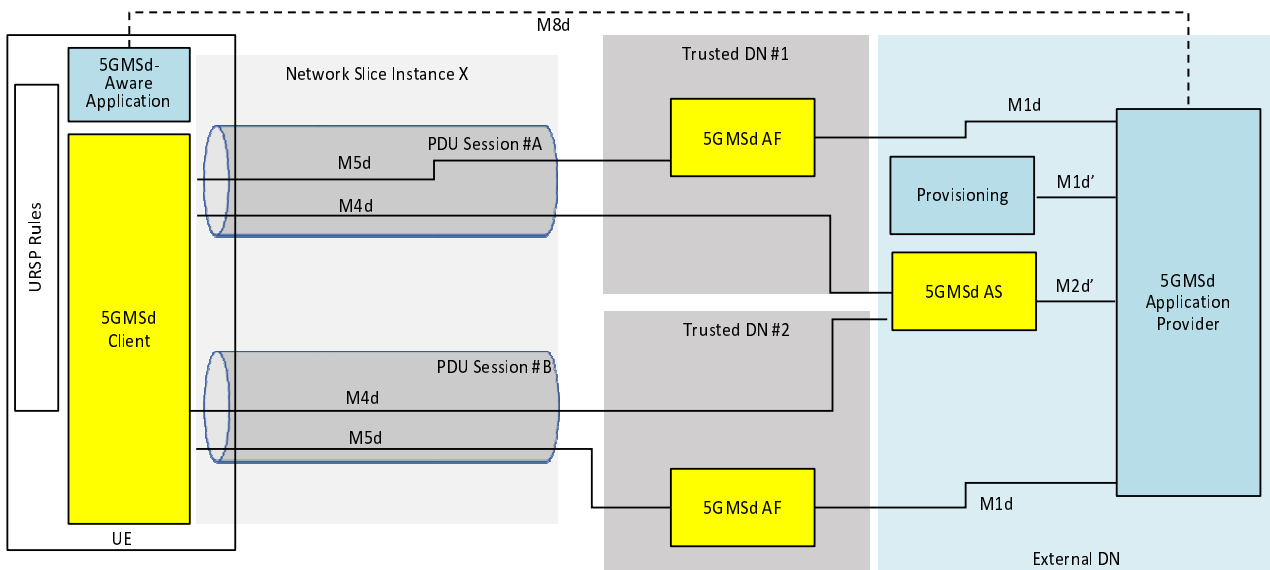 M8d
5GMSd-
Aware
Application
URSP Rules
5GMSd
Client
UE
Network Slice Instance X
PDU Session #A
M5d
M4d
PDU Session #B
M4d
M5d
Trusted DN #1
5GMSd AF
Trusted DN #2
5GMSd AF
M1d
Provisioning
M1d’
5GMSd AS
M2d’
5GMSd
Application
Provider
M1d
External DN